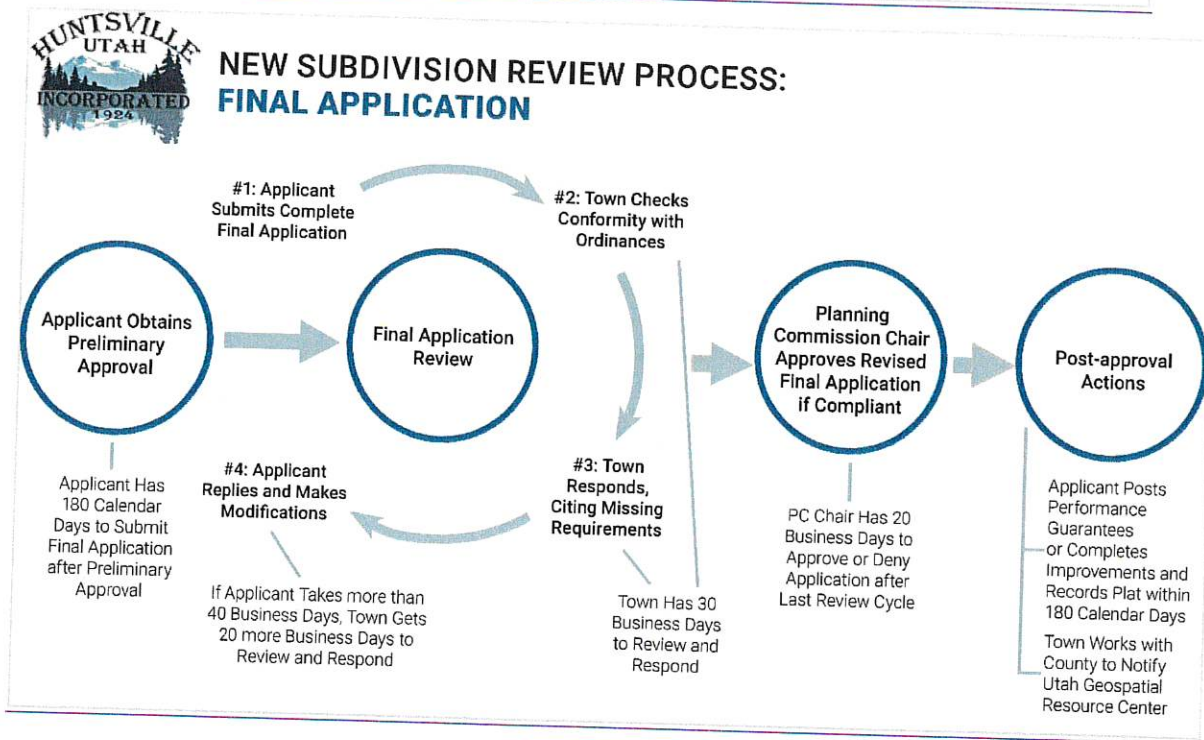 HUNTSVILLE
UTAH
INCORPORATED
1924
NEW SUBDIVISION REVIEW PROCESS:
FINAL APPLICATION
#1: Applicant
Submits Complete
Final Application
#2: Town Checks
Conformity with
Ordinances
Applicant Obtains
Preliminary
Approval
Final Application
Review
Planning
Commission Chair
Approves Revised
Final Application
if Compliant
Post-approval
Actions
#4: Applicant
Replies and Makes
Modifications
#3: Town
Responds,
Citing Missing
Requirements
Applicant Has
180 Calendar
Days to Submit
Final Application
after Preliminary
Approval
If Applicant Takes more than
40 Business Days, Town Gets
20 more Business Days to
Review and Respond
Town Has 30
Business Days
to Review and
Respond
PC Chair Has 20
Business Days to
Approve or Deny
Application after
Last Review Cycle
Applicant Posts
Performance
Guarantees
or Completes
Improvements and
Records Plat within
180 Calendar Days
Town Works with
County to Notify
Utah Geospatial
Resource Center